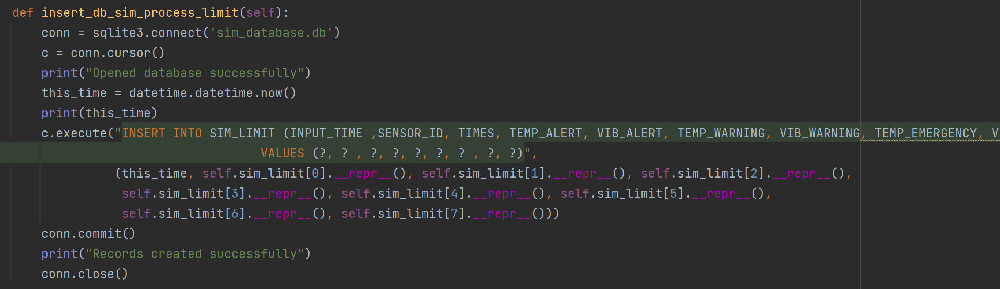 def insert_db_sim_process_limit(self):
conn = sqlite3.connect('sim_database.db')
c = conn.cursor()
print("Opened database successfully")
this_time = datetime.datetime.now()
print(this_time)
c.execute("INSERT INTO SIM_LIMIT (INPUT_TIME ,SENSOR_ID, TIMES, TEMP_ALERT, VIB_ALERT, TEMP_WARNING, VIB_WARNING, TEMP_EMERGENCY, V
VALUES (?, ? , ?, ?, ?, ?, ? , ?, ?)",
(this_time, self.sim_limit[0].__repr__(), self.sim_limit[1].__repr__(), self.sim_limit[2].__repr__(),
self.sim_limit[3].__repr__(), self.sim_limit[4].__repr__(), self.sim_limit[5].__repr__(),
self.sim_limit[6].__repr__(), self.sim_limit[7].__repr__()))
conn.commit()
print("Records created successfully")
conn.close()